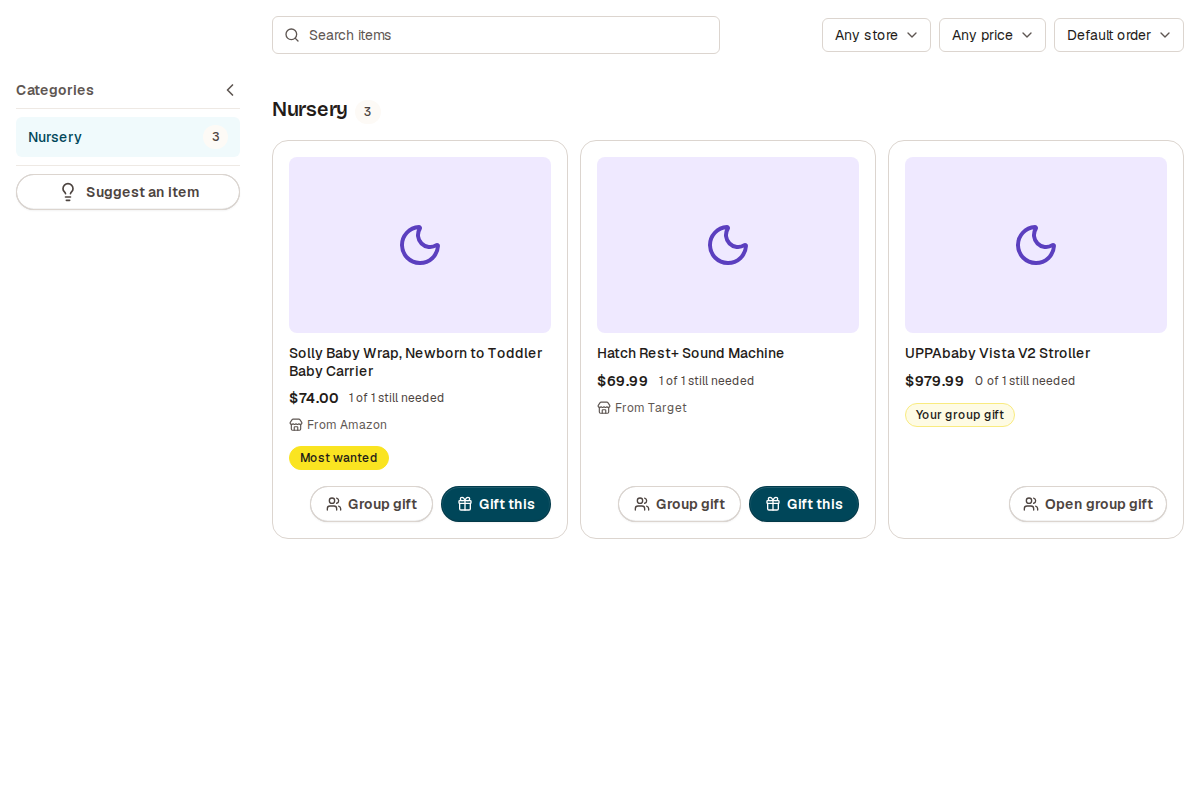 Search items
Any store
Any price
Default order
Categories
Nursery
3
Suggest an item
Nursery 3
Solly Baby Wrap, Newborn to Toddler
Baby Carrier
$74.00 1 of 1 still needed
From Amazon
Most wanted
Group gift
Gift this
Hatch Rest+ Sound Machine
$69.99 1 of 1 still needed
From Target
Group gift
Gift this
UPPAbaby Vista V2 Stroller
$979.99 0 of 1 still needed
Your group gift
Open group gift